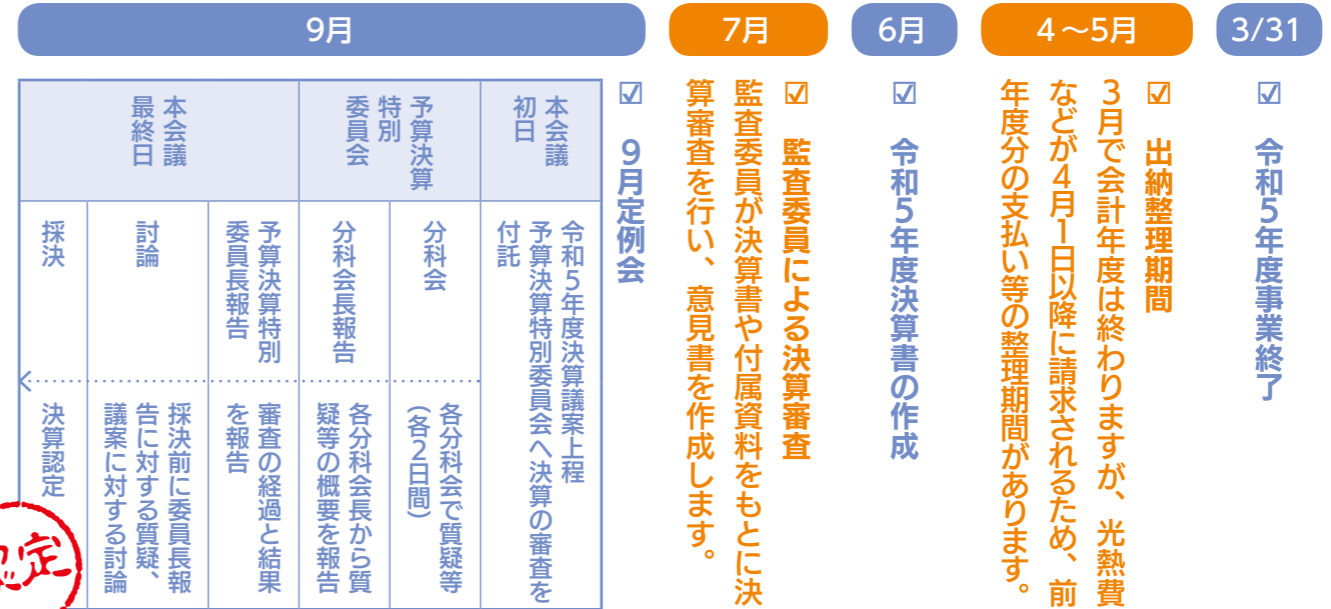 3/31
☑ 令和5年度事業終了
4～5月
☑ 出納整理期間
3月で会計年度は終わりますが、光熱費
などが4月1日以降に請求されるため、前
年度分の支払い等の整理期間があります。
6月
☑ 令和5年度決算書の作成
7月
☑ 監査委員による決算審査
監査委員が決算書や付属資料をもとに決
算審査を行い、意見書を作成します。
9月
☑ 9月定例会
本会議
初日
令和5年度決算議案上程
予算決算特別委員会へ決算の審査を
付託
予算決算
特別
委員会
分科会
各分科会で質疑等
(各2日間)
分科会長報告
各分科会長から質
疑等の概要を報告
本会議
最終日
予算決算特別
委員長報告
審査の経過と結果
を報告
討論
採決前に委員長報
告に対する質疑、
議案に対する討論
採決
決算認定
認定